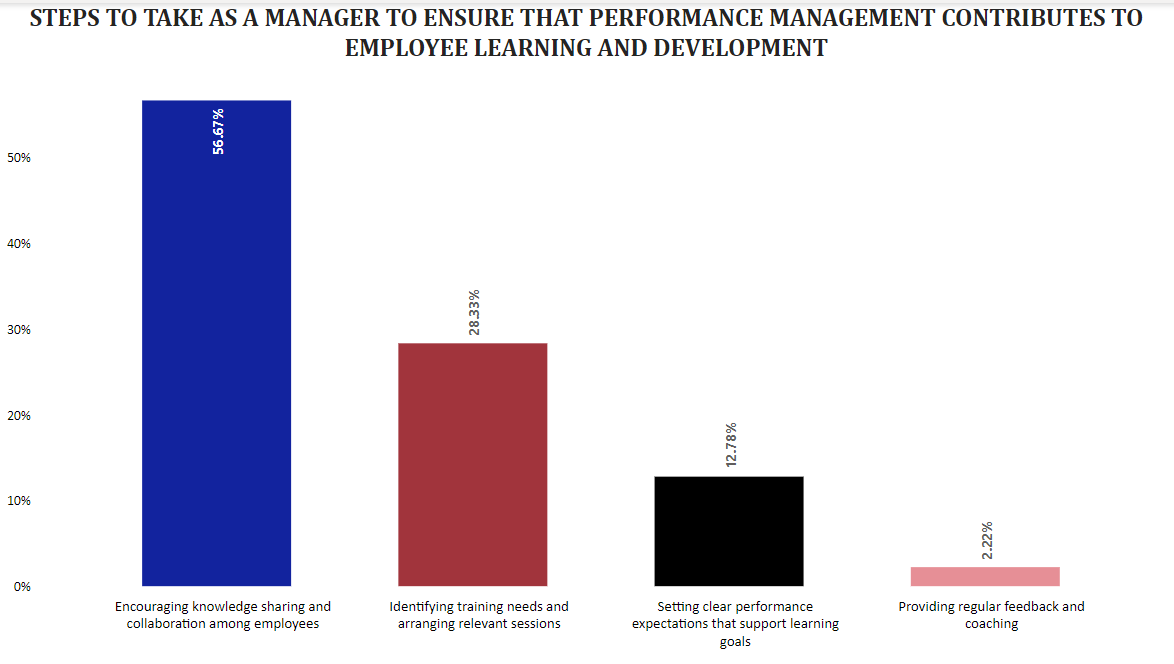 STEPS TO TAKE AS A MANAGER TO ENSURE THAT PERFORMANCE MANAGEMENT CONTRIBUTES TO
EMPLOYEE LEARNING AND DEVELOPMENT
56.67%
50%
40%
30%
28.33%
20%
12.78%
10%
2.22%
0%
Encouraging knowledge sharing and
collaboration among employees
Identifying training needs and
arranging relevant sessions
Setting clear performance
expectations that support learning
goals
Providing regular feedback and
coaching